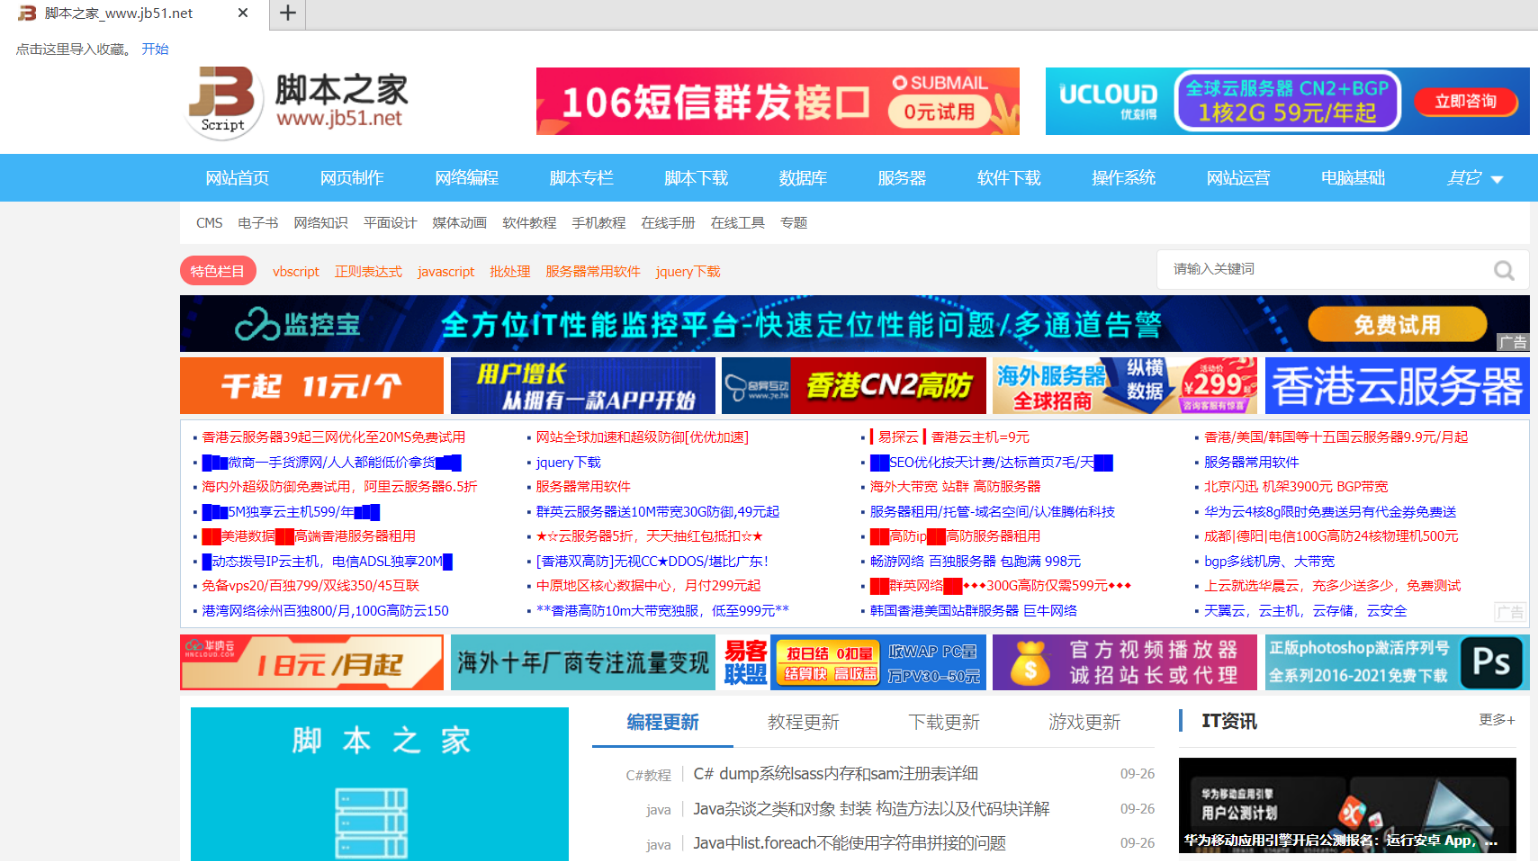 脚本之家_www.jb51.net
点击这里导入收藏。 开始
JB Script 脚本之家 www.jb51.net
106短信群发接口 SUBMAIL 0元试用
UCLOUD 优刻得 全球云服务器 CN2+BGP 1核2G 59元/年起 立即咨询
网站首页 网页制作 网络编程 脚本专栏 脚本下载 数据库 服务器 软件下载 操作系统 网站运营 电脑基础 其它
CMS 电子书 网络知识 平面设计 媒体动画 软件教程 手机教程 在线手册 在线工具 专题
特色栏目 vbscript 正则表达式 javascript 批处理 服务器常用软件 jquery下载 请输入关键词
监控宝 全方位IT性能监控平台-快速定位性能问题/多通道告警 免费试用 广告
千起 11元/个 用户增长 从拥有一款APP开始 奇异互动 www.7e.hk 香港CN2高防 海外服务器 全球招商 纵横数据 活动价 ¥299起 咨询客服有惊喜 香港云服务器
香港云服务器39起三网优化至20MS免费试用 网站全球加速和超级防御[优优加速] ┃易探云┃香港云主机=9元 香港/美国/韩国等十五国云服务器9.9元/月起
██▇微商一手货源网/人人都能低价拿货▇██ jquery下载 ██SEO优化按天计费/达标首页7毛/天██ 服务器常用软件
海内外超级防御免费试用，阿里云服务器6.5折 服务器常用软件 海外大带宽 站群 高防服务器 北京闪迅 机架3900元 BGP带宽
██▇5M独享云主机599/年▇██ 群英云服务器送10M带宽30G防御,49元起 服务器租用/托管-域名空间/认准腾佑科技 华为云4核8g限时免费送另有代金券免费送
██美港数据██高端香港服务器租用 ★☆云服务器5折，天天抽红包抵扣☆★ ██高防ip██高防服务器租用 成都|德阳|电信100G高防24核物理机500元
█动态拨号IP云主机，电信ADSL独享20M█ [香港双高防]无视CC★DDOS/堪比广东！ 畅游网络 百独服务器 包跑满 998元 bgp多线机房、大带宽
免备vps20/百独799/双线350/45互联 中原地区核心数据中心，月付299元起 ██群英网络██◆◆◆300G高防仅需599元◆◆◆ 上云就选华晨云，充多少送多少，免费测试
港湾网络徐州百独800/月,100G高防云150 **香港高防10m大带宽独服，低至999元** 韩国香港美国站群服务器 巨牛网络 天翼云，云主机，云存储，云安全 广告
华纳云 HNCLOUD.COM 18元/月起 海外十年厂商专注流量变现 易客联盟 按日结 0扣量 结算快 高收益 收WAP PC量 万PV30-50元 官方视频播放器 诚招站长或代理 正版photoshop激活序列号 全系列2016-2021免费下载 Ps
脚本之家
编程更新 教程更新 下载更新 游戏更新
C#教程 C# dump系统lsass内存和sam注册表详细 09-26
java Java杂谈之类和对象 封装 构造方法以及代码块详解 09-26
java Java中list.foreach不能使用字符串拼接的问题 09-26
IT资讯 更多+
华为移动应用引擎
用户公测计划
华为移动应用引擎开启公测报名：运行安卓 App，...